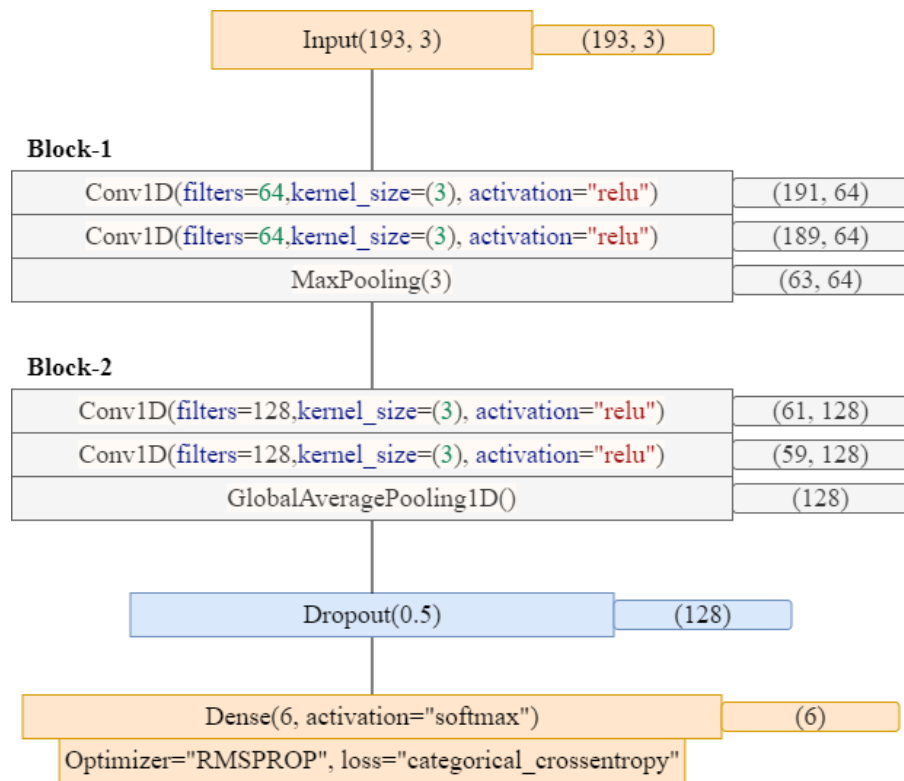 Input(193, 3) (193, 3)
Block-1
Conv1D(filters=64,kernel_size=(3), activation="relu") (191, 64)
Conv1D(filters=64,kernel_size=(3), activation="relu") (189, 64)
MaxPooling(3) (63, 64)
Block-2
Conv1D(filters=128,kernel_size=(3), activation="relu") (61, 128)
Conv1D(filters=128,kernel_size=(3), activation="relu") (59, 128)
GlobalAveragePooling1D() (128)
Dropout(0.5) (128)
Dense(6, activation="softmax") (6)
Optimizer="RMSPROP", loss="categorical_crossentropy"